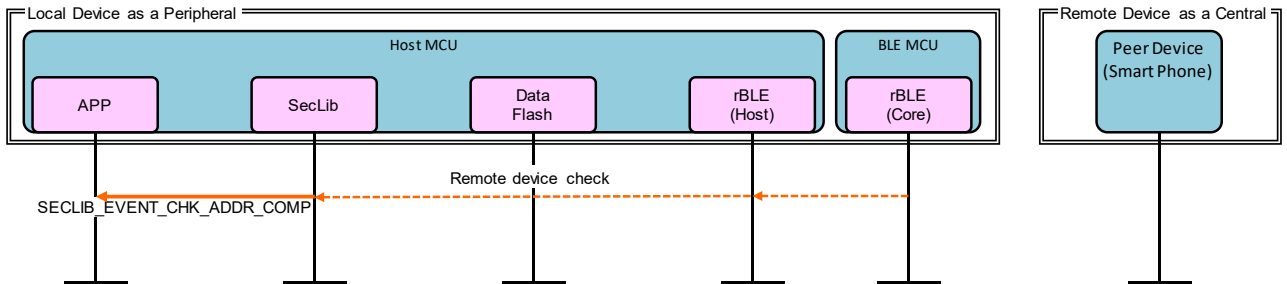 Local Device as a Peripheral
Remote Device as a Central
Host MCU
BLE MCU
Peer Device
(Smart Phone)
APP
SecLib
Data
Flash
rBLE
(Host)
rBLE
(Core)
Remote device check
SECLIB_EVENT_CHK_ADDR_COMP